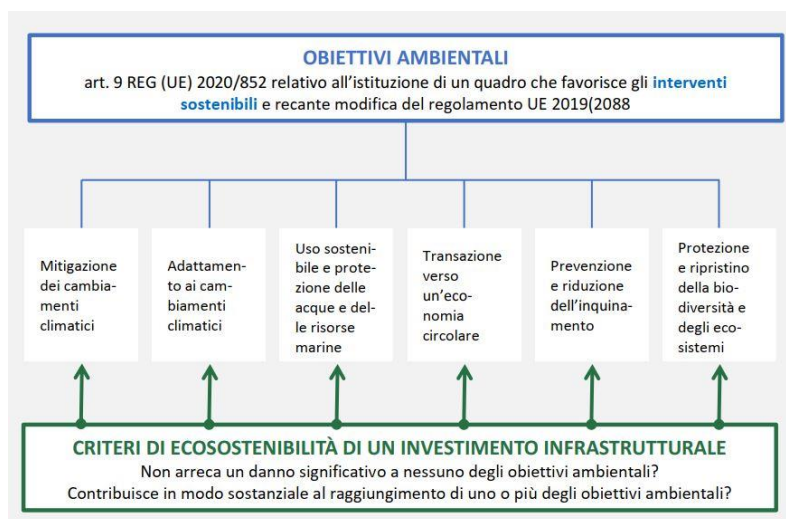 OBIETTIVI AMBIENTALI
art. 9 REG (UE) 2020/852 relativo all’istituzione di un quadro che favorisce gli interventi
sostenibili e recante modifica del regolamento UE 2019(2088
Mitigazione
dei cambia-
menti
climatici
Adattamen-
to ai cam-
biamenti
climatici
Uso sosteni-
bile e prote-
zione delle
acque e del-
le risorse
marine
Transazione
verso
un’eco-
nomia
circolare
Prevenzione
e riduzione
dell’inquina-
mento
Protezione
e ripristino
della bio-
diversità e
degli eco-
sistemi
CRITERI DI ECOSOSTENIBILITÀ DI UN INVESTIMENTO INFRASTRUTTURALE
Non arreca un danno significativo a nessuno degli obiettivi ambientali?
Contribuisce in modo sostanziale al raggiungimento di uno o più degli obiettivi ambientali?